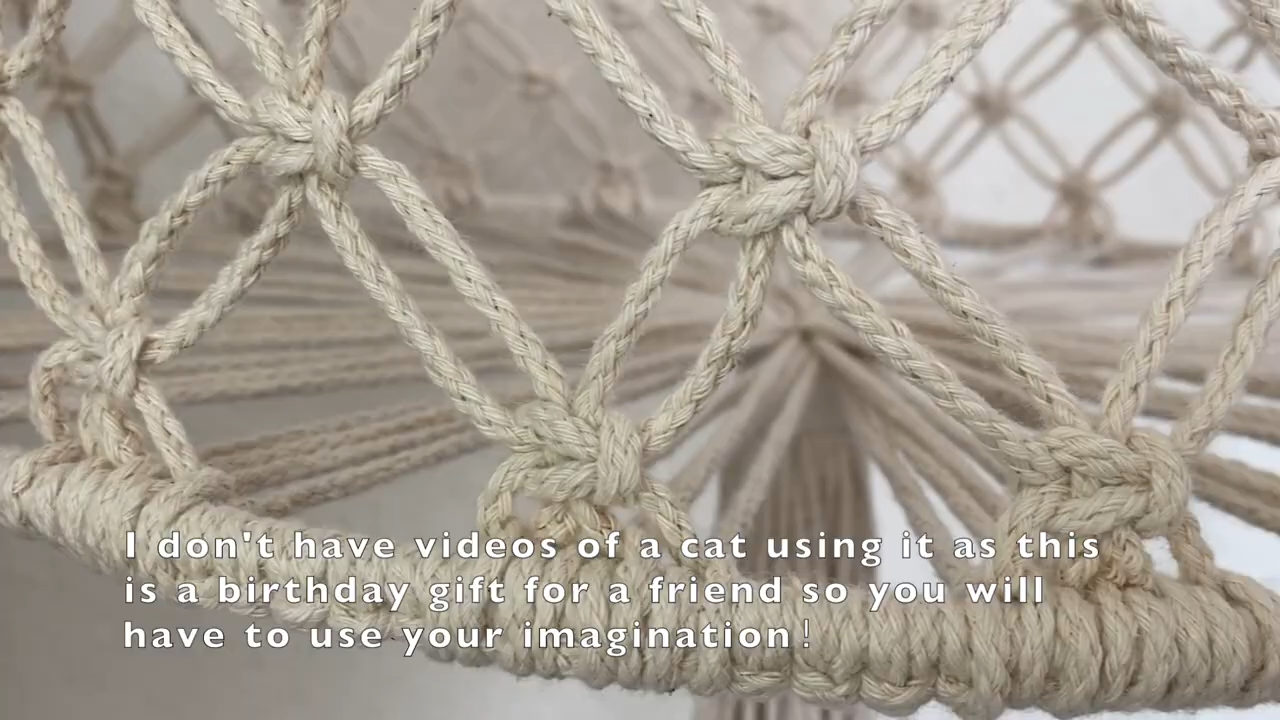 I don't have videos of a cat using it as this
is a birthday gift for a friend so you will
have to use your imagination!